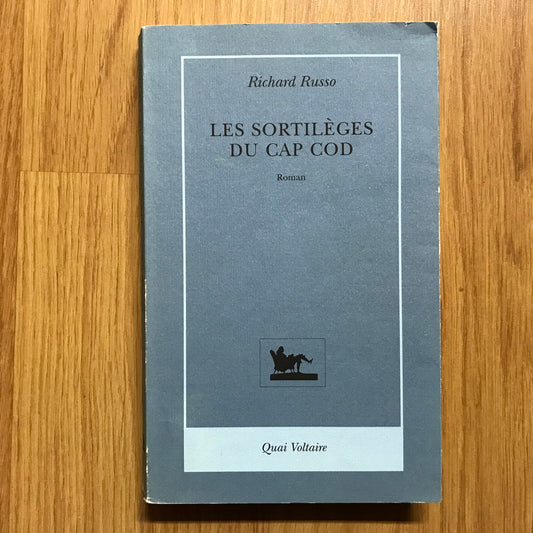 Richard Russo
LES SORTILÈGES
DU CAP COD
Roman
Quai Voltaire